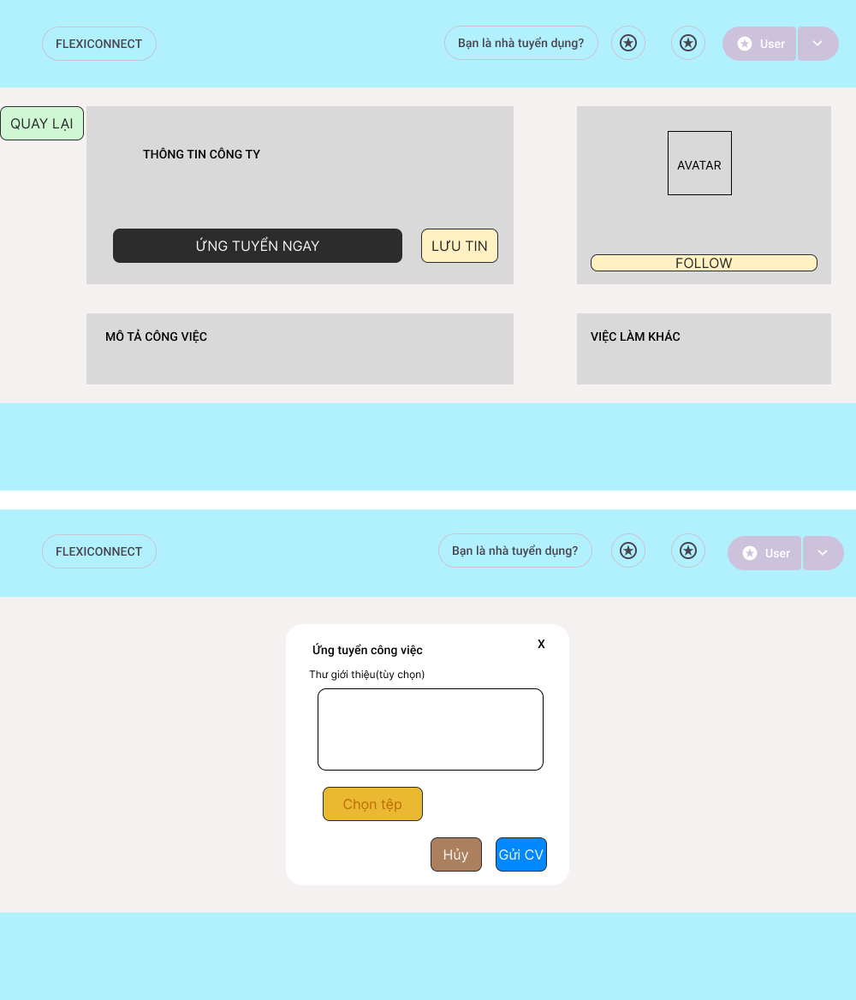 FLEXICONNECT
Bạn là nhà tuyển dụng?
User
QUAY LẠI
THÔNG TIN CÔNG TY
ỨNG TUYỂN NGAY
LƯU TIN
AVATAR
FOLLOW
MÔ TẢ CÔNG VIỆC
VIỆC LÀM KHÁC
FLEXICONNECT
Bạn là nhà tuyển dụng?
User
Ứng tuyển công việc
X
Thư giới thiệu(tùy chọn)
Chọn tệp
Hủy
Gửi CV